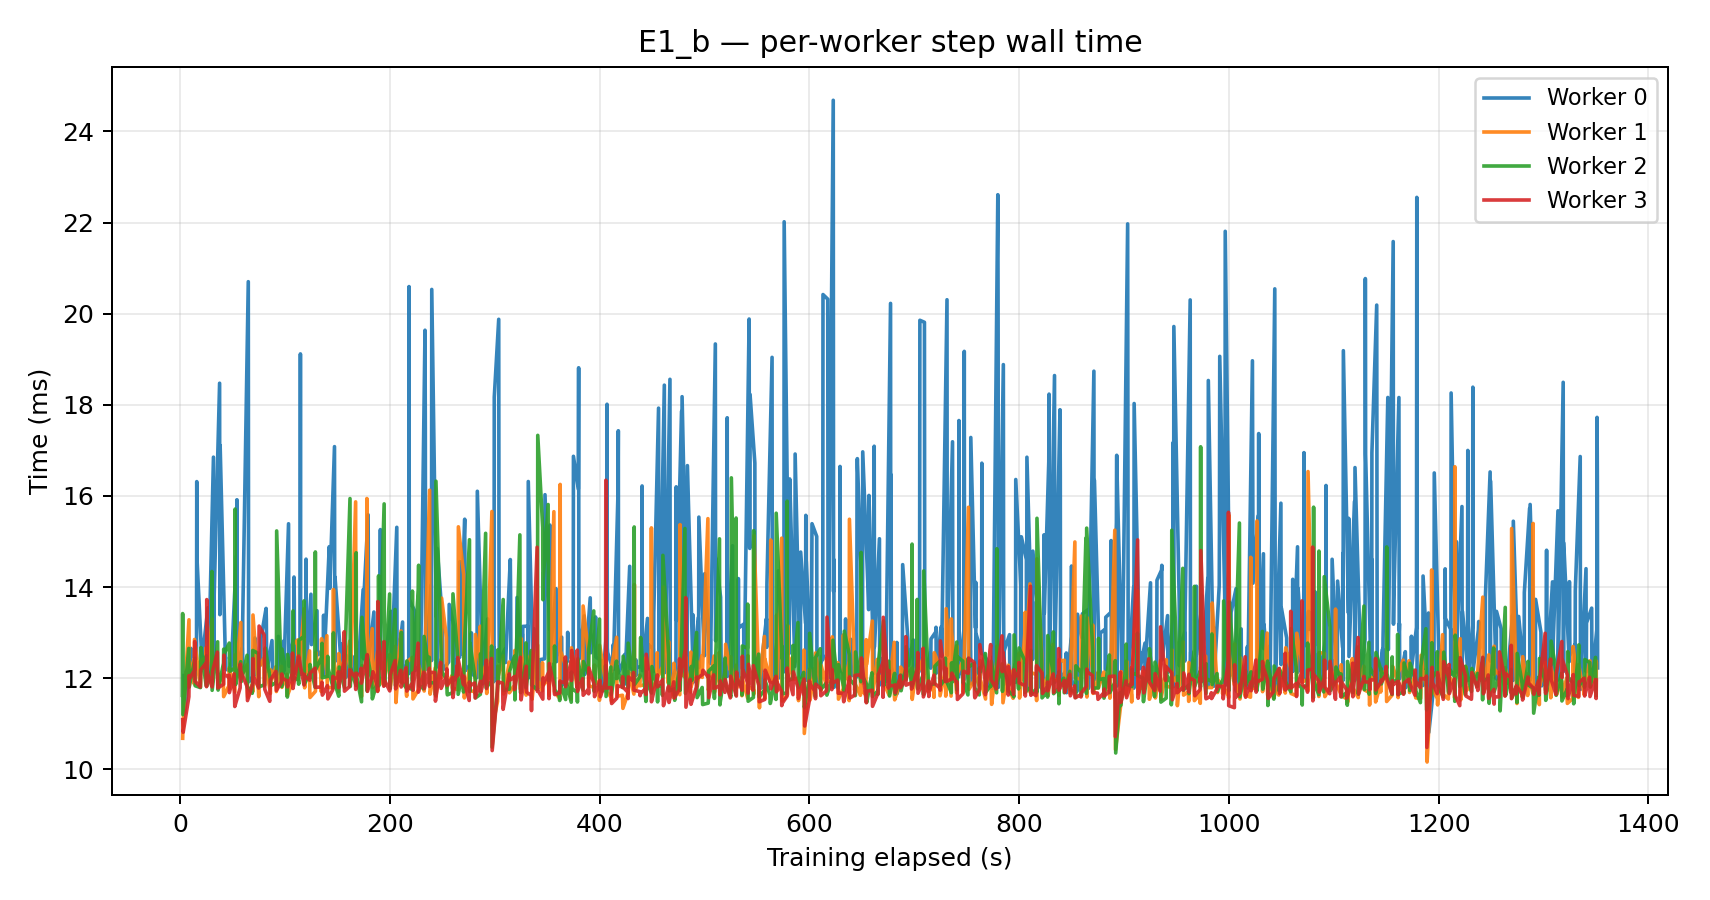 E1_b — per-worker step wall time
Time (ms)
24
22
20
18
16
14
12
10
Worker 0
Worker 1
Worker 2
Worker 3
0 200 400 600 800 1000 1200 1400
Training elapsed (s)